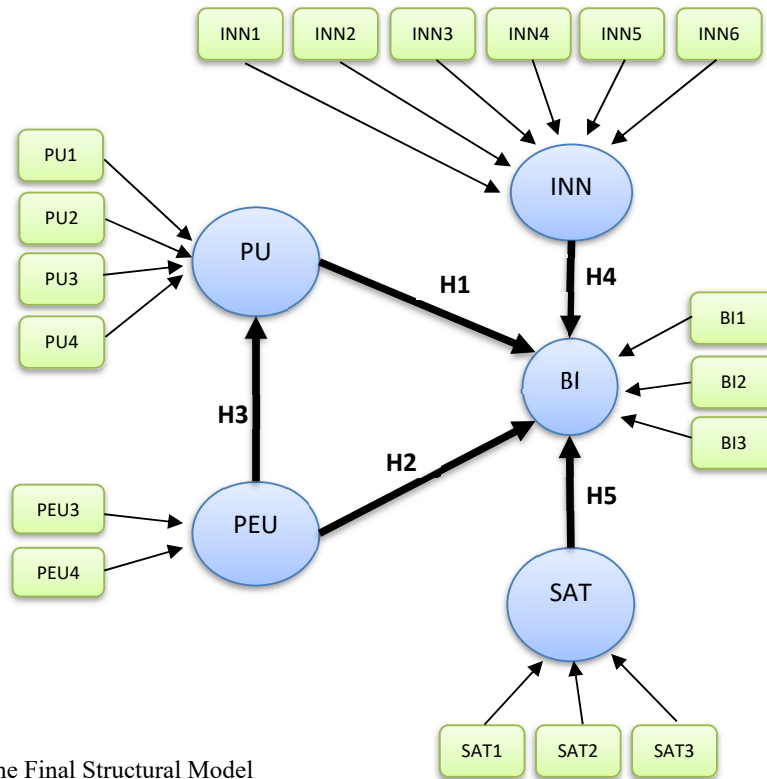 INN1 INN2 INN3 INN4 INN5 INN6
PU1
PU2
PU3
PU4
INN
PU
H1
H4
BI1
BI
BI2
BI3
H3
H2
H5
PEU3
PEU4
PEU
SAT
SAT1 SAT2 SAT3
Final Structural Model